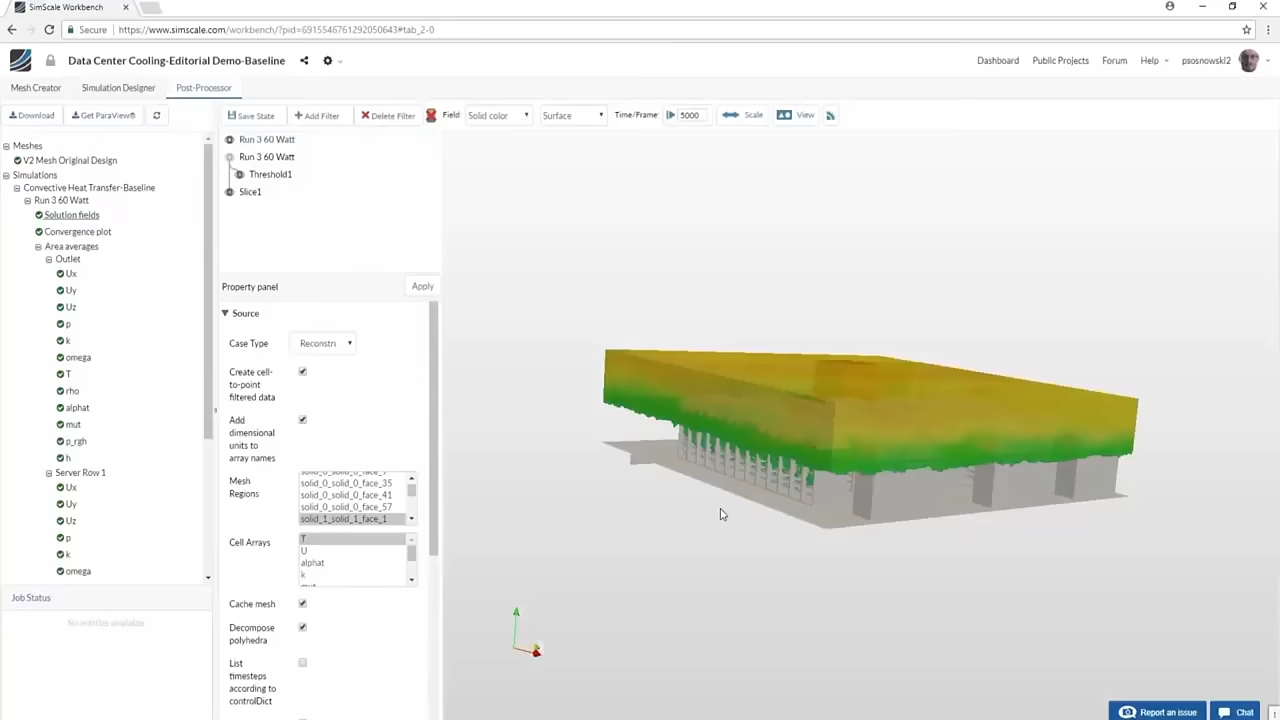 SimScale Workbench
Secure
https://www.simscale.com/workbench/?pid=6915546761292050643#tab_2-0
Data Center Cooling-Editorial Demo-Baseline
Dashboard
Public Projects
Forum
Help
psosnowski2
Mesh Creator
Simulation Designer
Post-Processor
Download
Get ParaView®
Save State
Add Filter
Delete Filter
Field:
Solid color
Surface
Time/Frame:
5000
Scale
View
Meshes
V2 Mesh Original Design
Simulations
Convective Heat Transfer-Baseline
Run 3 60 Watt
Solution fields
Convergence plot
Area averages
Outlet
Ux
Uy
Uz
p
k
omega
T
rho
alphat
mut
p_rgh
h
Server Row 1
Ux
Uy
Uz
p
k
omega
Job Status
No entities available
Run 3 60 Watt
Run 3 60 Watt
Threshold1
Slice1
Property panel
Apply
Source
Case Type
Reconstr
Create cell-
to-point
filtered data
Add
dimensional
units to
array names
Mesh
Regions
solid_0_solid_0_face_35
solid_0_solid_0_face_41
solid_0_solid_0_face_57
solid_1_solid_1_face_1
Cell Arrays
T
U
alphat
k
Cache mesh
Decompose
polyhedra
List
timesteps
according to
controlDict
Report an issue
Chat